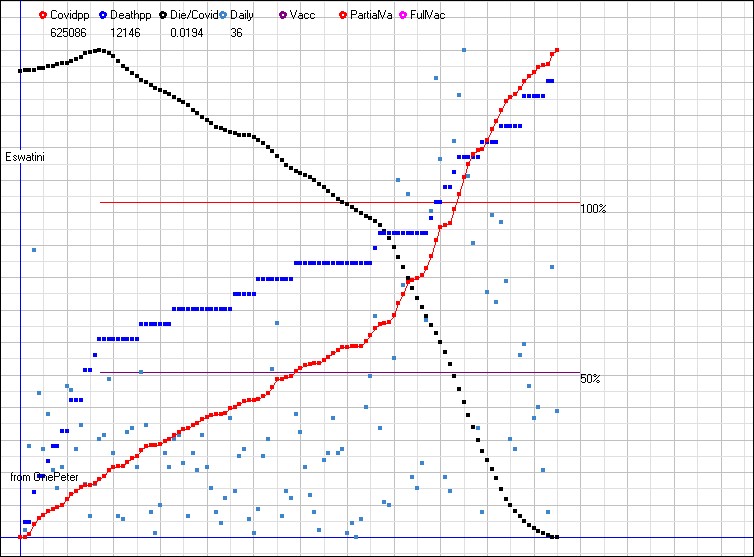 Covidpp Deathpp Die/Covid Daily Vacc PartialVa FullVac
625086 12146 0.0194 36
Eswatini
100%
50%
from OnePeter